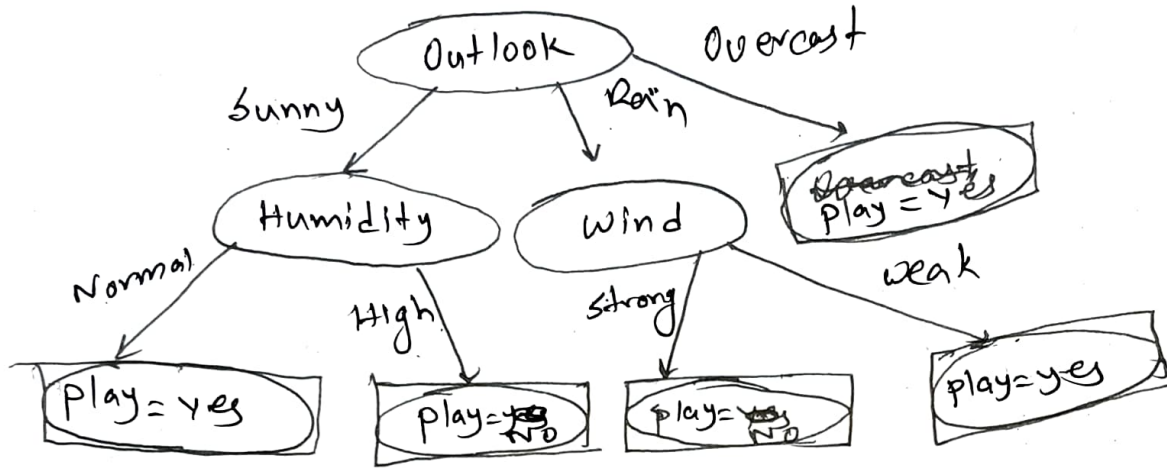 Outlook
Overcast
Sunny
Rain
Play = Yes
Humidity
Wind
Normal
High
Strong
Weak
Play = Yes
Play = No
Play = No
Play = yes